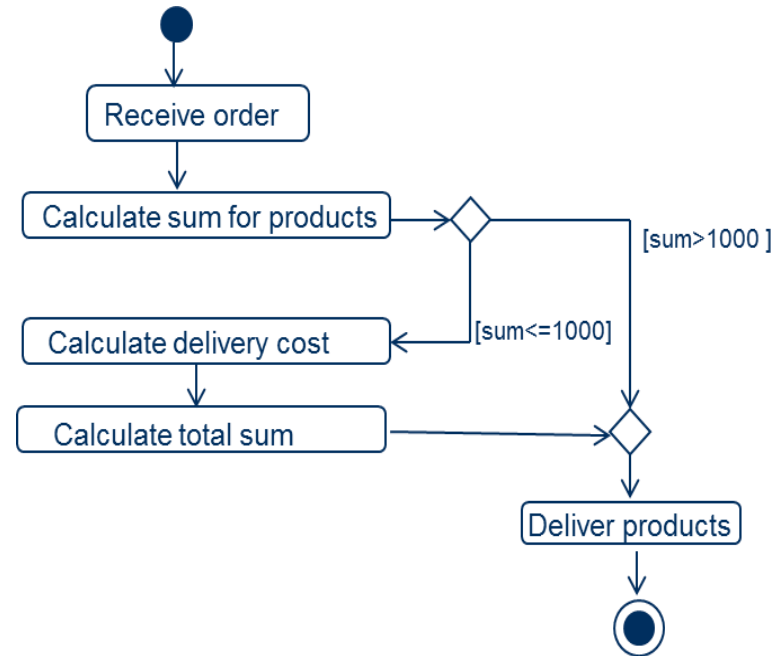 Receive order
Calculate sum for products
[sum>1000 ]
[sum<=1000]
Calculate delivery cost
Calculate total sum
Deliver products